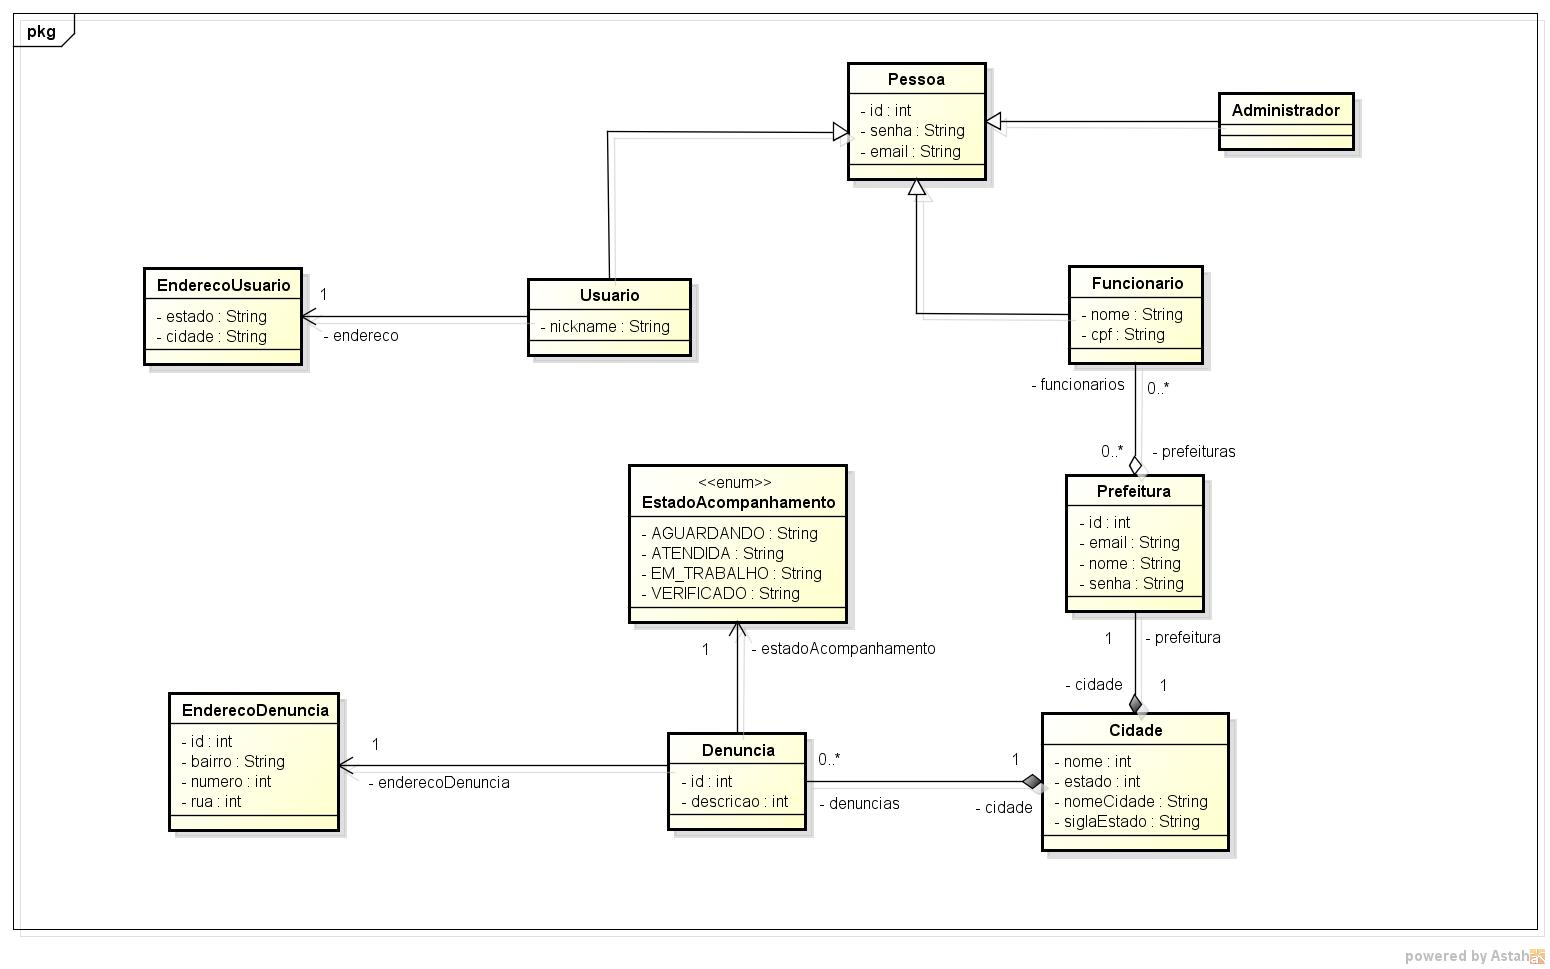 pkg
Pessoa
- id : int
- senha : String
- email : String
Administrador
EnderecoUsuario
- estado : String
- cidade : String
1
- endereco
Usuario
- nickname : String
Funcionario
- nome : String
- cpf : String
- funcionarios
0..*
0..*
- prefeituras
<<enum>>
EstadoAcompanhamento
- AGUARDANDO : String
- ATENDIDA : String
- EM_TRABALHO : String
- VERIFICADO : String
Prefeitura
- id : int
- email : String
- nome : String
- senha : String
1
- estadoAcompanhamento
1
- prefeitura
- cidade
1
EnderecoDenuncia
- id : int
- bairro : String
- numero : int
- rua : int
1
- enderecoDenuncia
Denuncia
- id : int
- descricao : int
0..*
- denuncias
1
- cidade
Cidade
- nome : int
- estado : int
- nomeCidade : String
- siglaEstado : String
powered by Astah